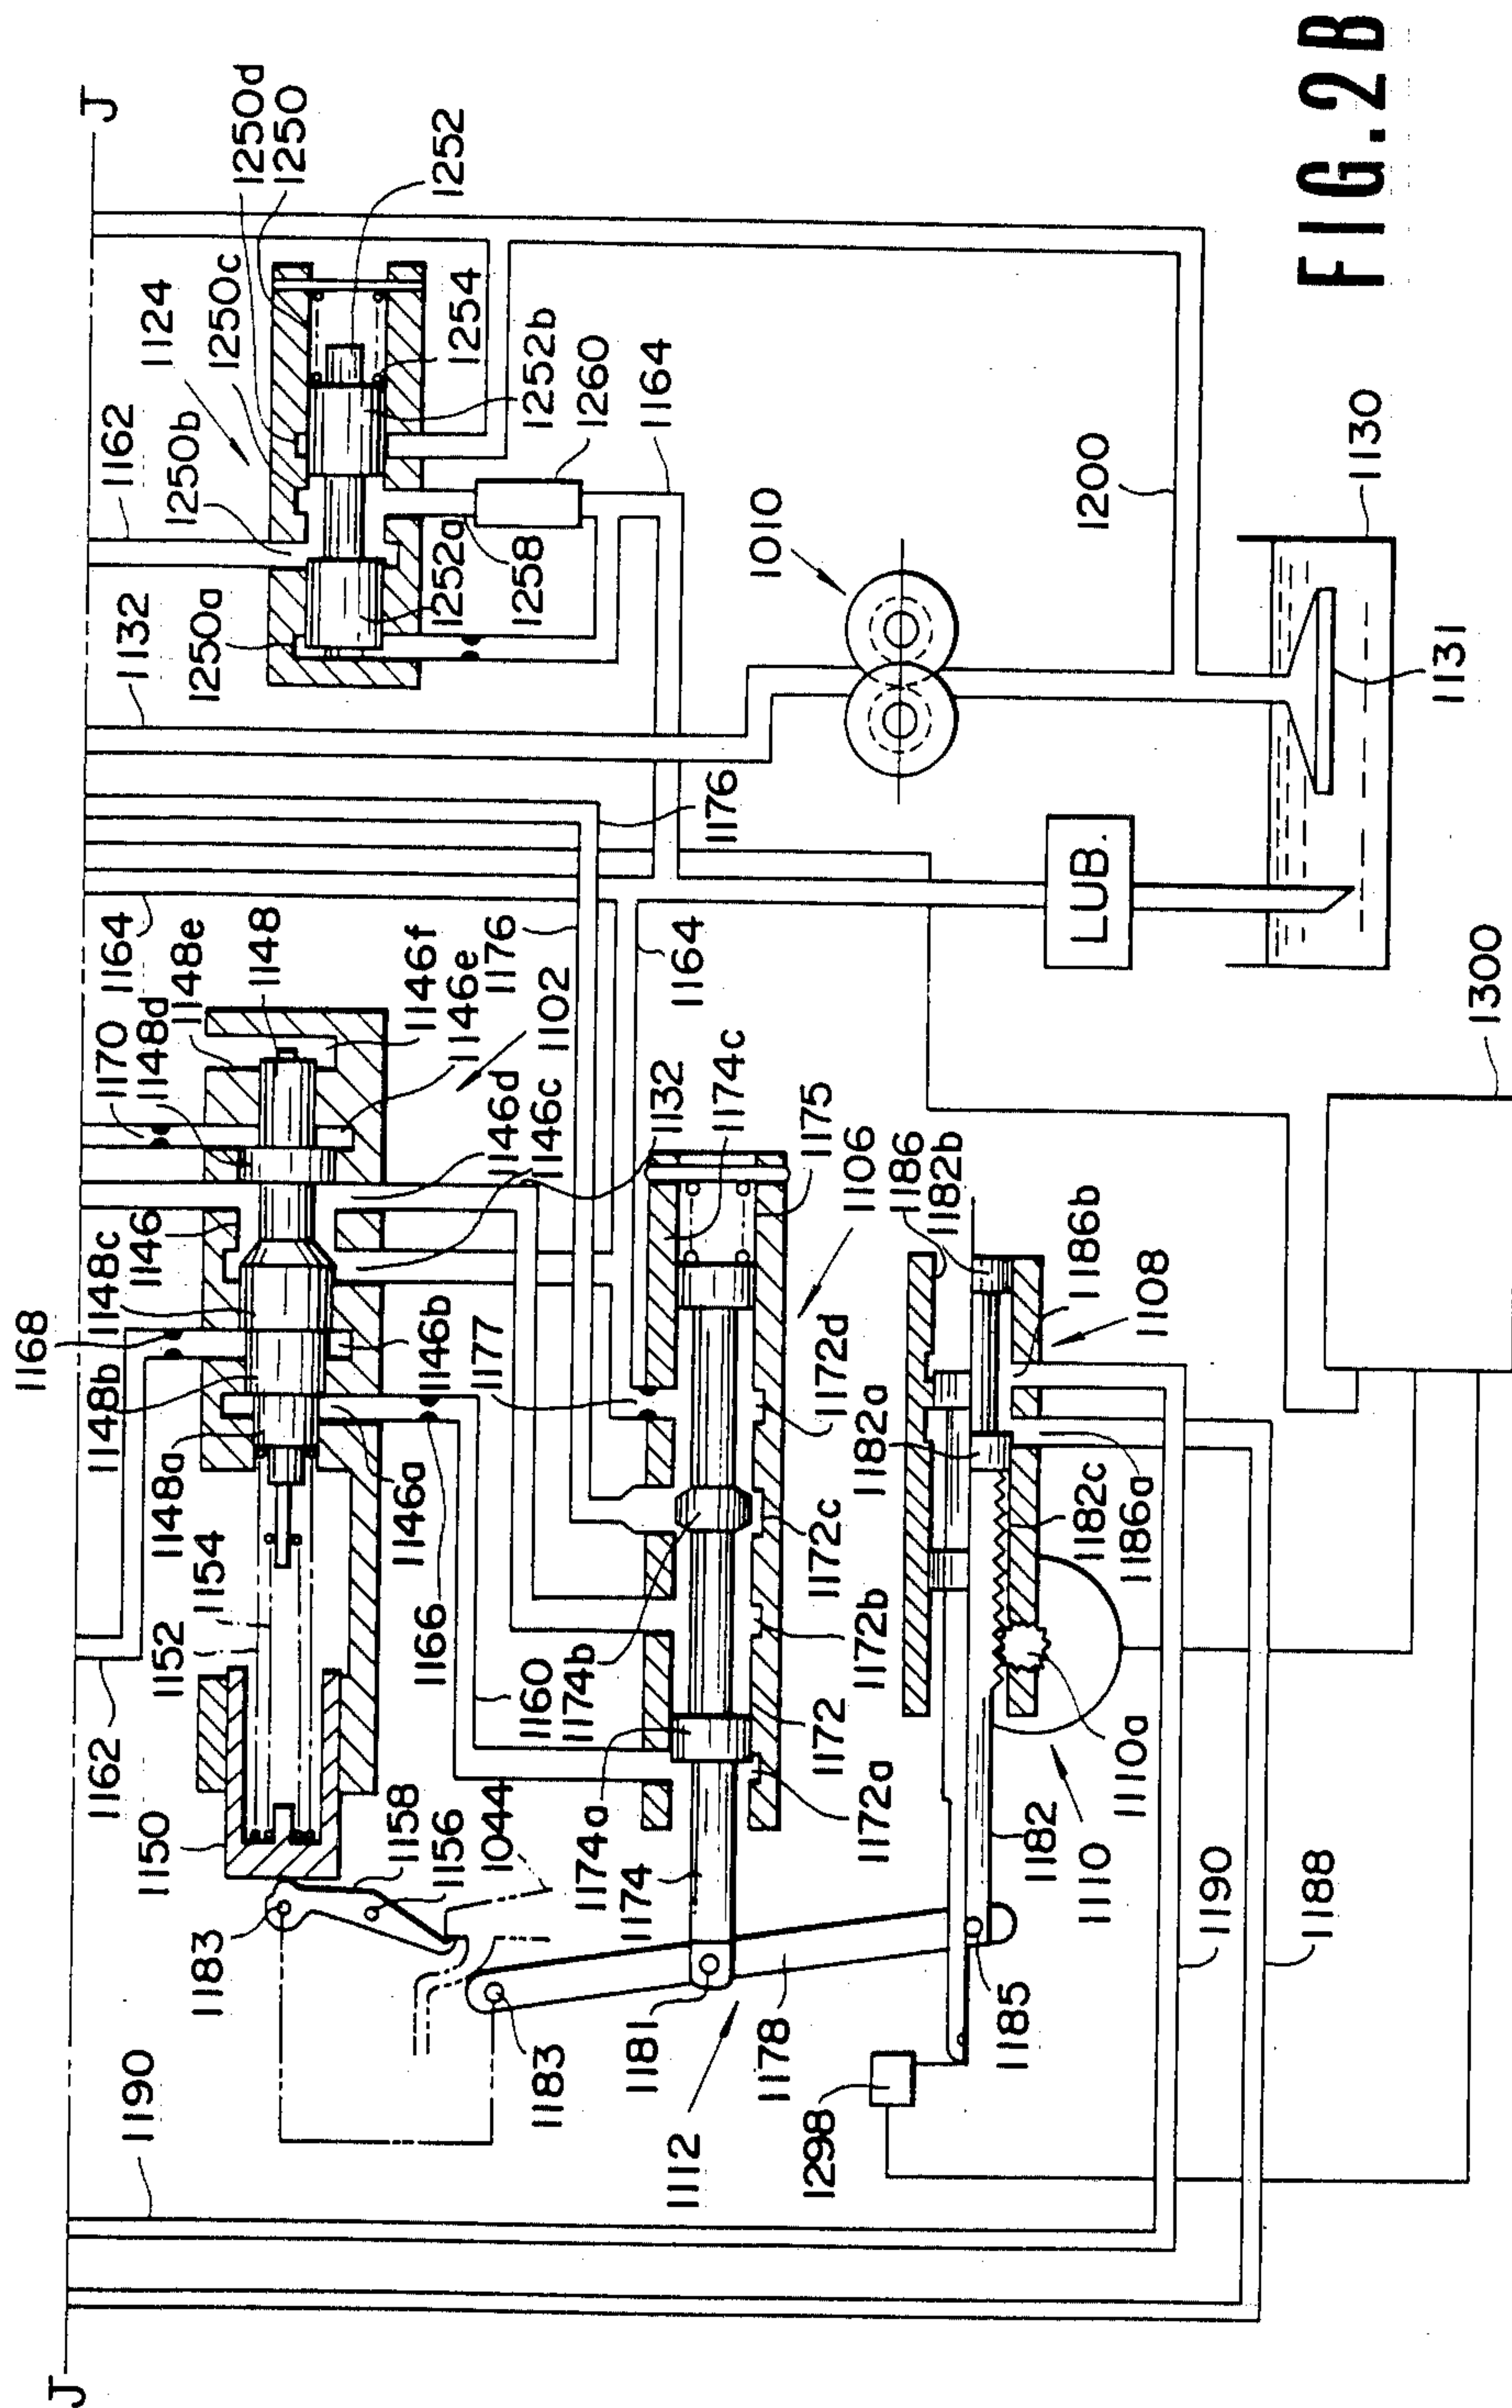 FIG. 2B
J
J
1190
1162
1150
1152
1154
1148a
1148b
1168
1148c
1146
1170
1148d
1164
1148e
1148
1146f
1146e
1176
1102
1146d
1146c
1132
1132
1162
1250b
1124
1250c
1250d
1250
1252
1254
1252b
1260
1164
1250a
1252a
1258
1176
1164
1010
1200
1130
1131
LUB.
1300
1183
1158
1156
1044
1166
1146a
1146b
1177
1160
1174b
1174a
1174
1172a
1172
1172b
1172c
1172d
1174c
1175
1106
1186
1182b
1186b
1108
1182a
1182c
1186a
1110a
1110
1182
1190
1188
1185
1178
1181
1183
1112
1298